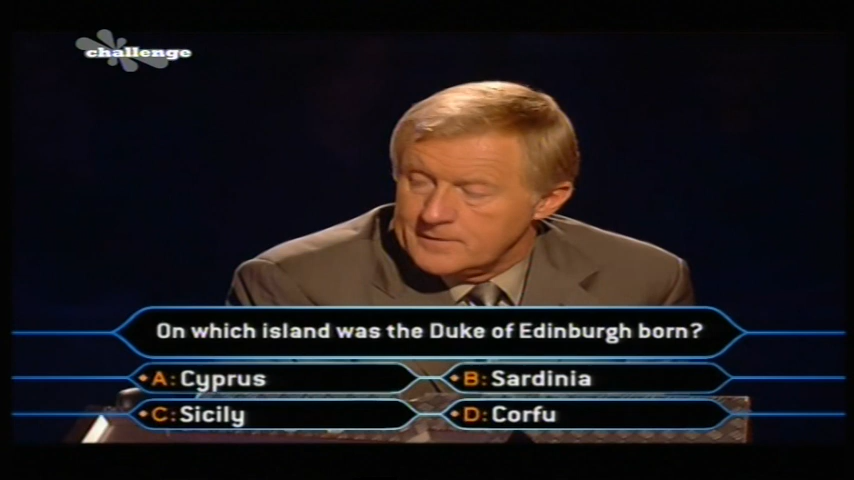 challenge
On which island was the Duke of Edinburgh born?
A: Cyprus
B: Sardinia
C: Sicily
D: Corfu